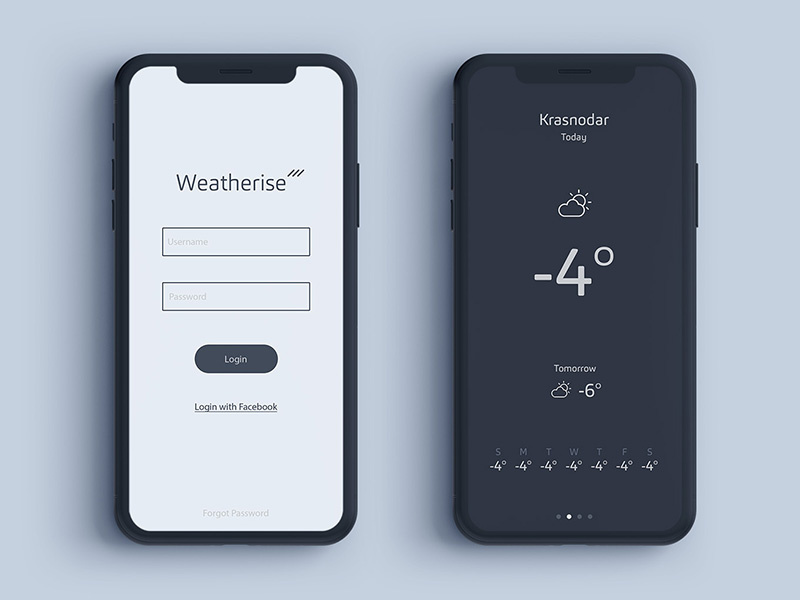 Weatherise
Username
Password
Login
Login with Facebook
Forgot Password
Krasnodar
Today
-4°
Tomorrow
-6°
S M T W T F S
-4° -4° -4° -4° -4° -4° -4°